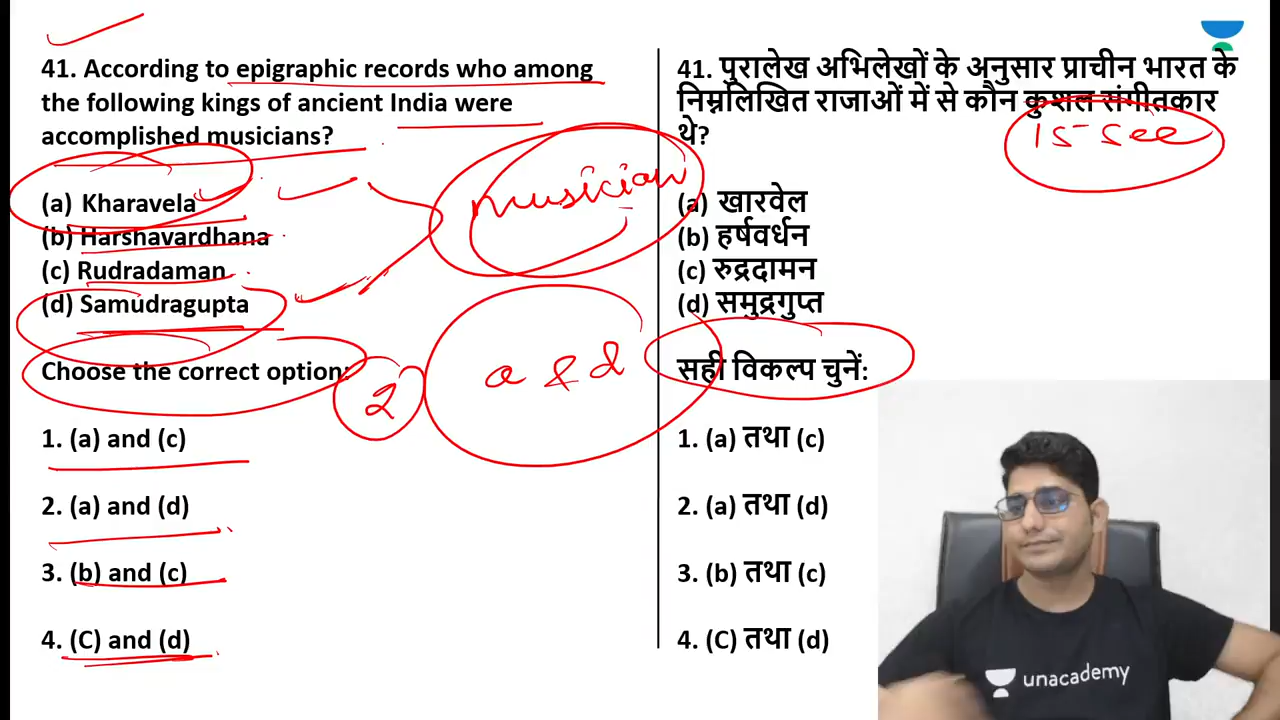 41. According to epigraphic records who among
the following kings of ancient India were
accomplished musicians?
(a) Kharavela
(b) Harshavardhana
(c) Rudradaman
(d) Samudragupta
Choose the correct option:
1. (a) and (c)
2. (a) and (d)
3. (b) and (c)
4. (C) and (d)
musician
a & d
2
41. पुरालेख अभिलेखों के अनुसार प्राचीन भारत के
निम्नलिखित राजाओं में से कौन कुशल संगीतकार
थे?
15 See
(a) खारवेल
(b) हर्षवर्धन
(c) रुद्रदामन
(d) समुद्रगुप्त
सही विकल्प चुनें:
1. (a) तथा (c)
2. (a) तथा (d)
3. (b) तथा (c)
4. (C) तथा (d)
unacademy